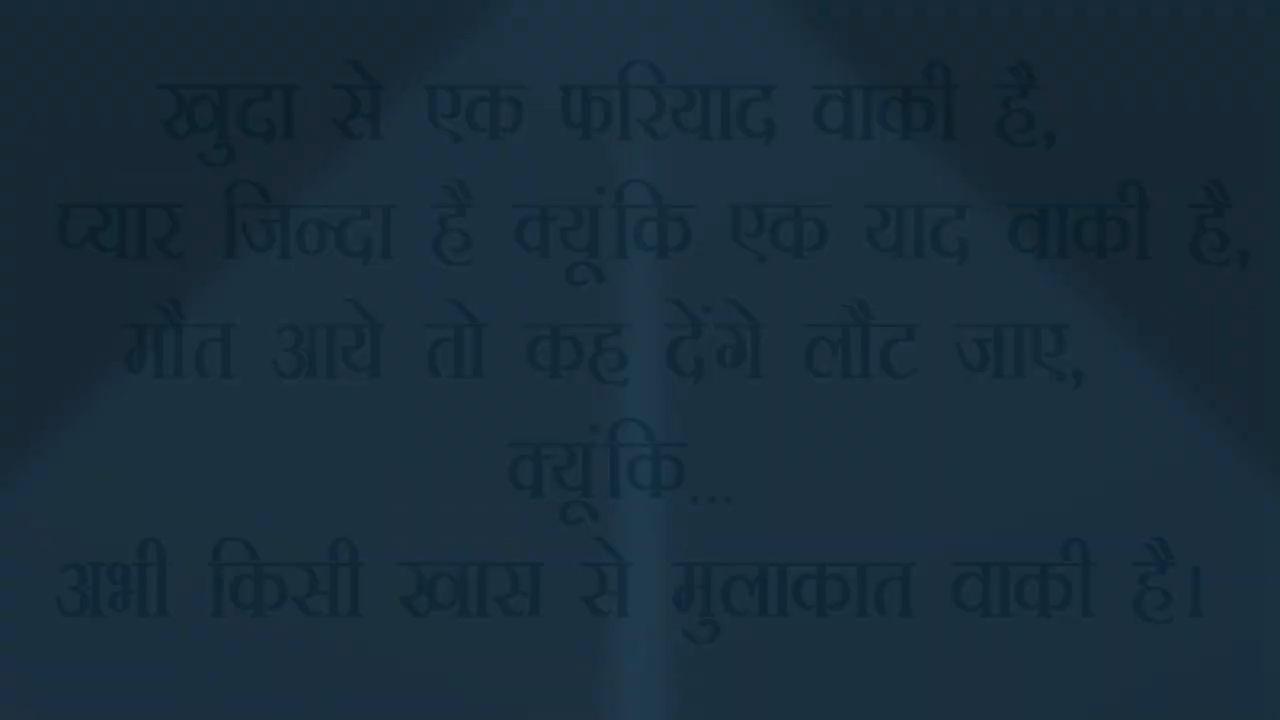 खुदा से एक फरियाद वाकी है,
प्यार जिन्दा है क्यूंकि एक याद वाकी है,
मौत आये तो कह देंगे लौट जाए,
क्यूंकि...
अभी किसी खास से मुलाकात वाकी है।